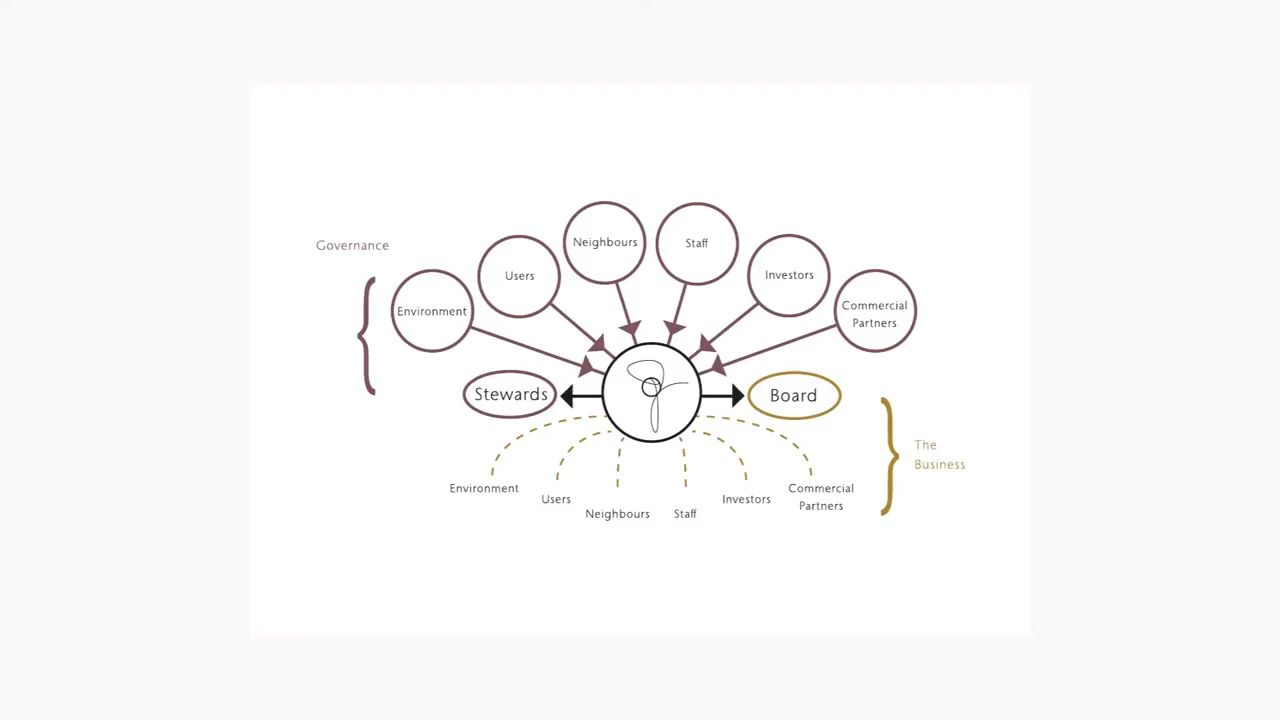 Governance
Neighbours
Staff
Users
Investors
Environment
Commercial
Partners
Stewards
Board
The
Business
Environment
Users
Neighbours
Staff
Investors
Commercial
Partners